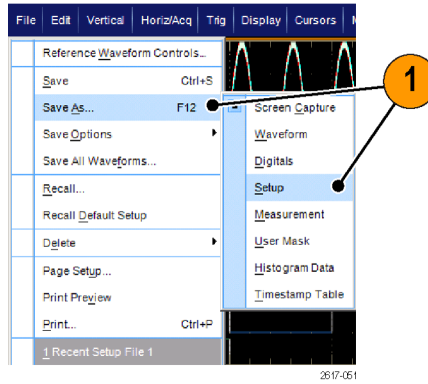 File Edit Vertical Horiz/Acq Trig Display Cursors
Reference Waveform Controls...
Save Ctrl+S
Save As... F12
Save Options
Save All Waveforms...
Recall...
Recall Default Setup
Delete
Page Setup...
Print Preview
Print... Ctrl+P
1 Recent Setup File 1
Screen Capture
Waveform
Digitals
Setup
Measurement
User Mask
Histogram Data
Timestamp Table
1
2617-051